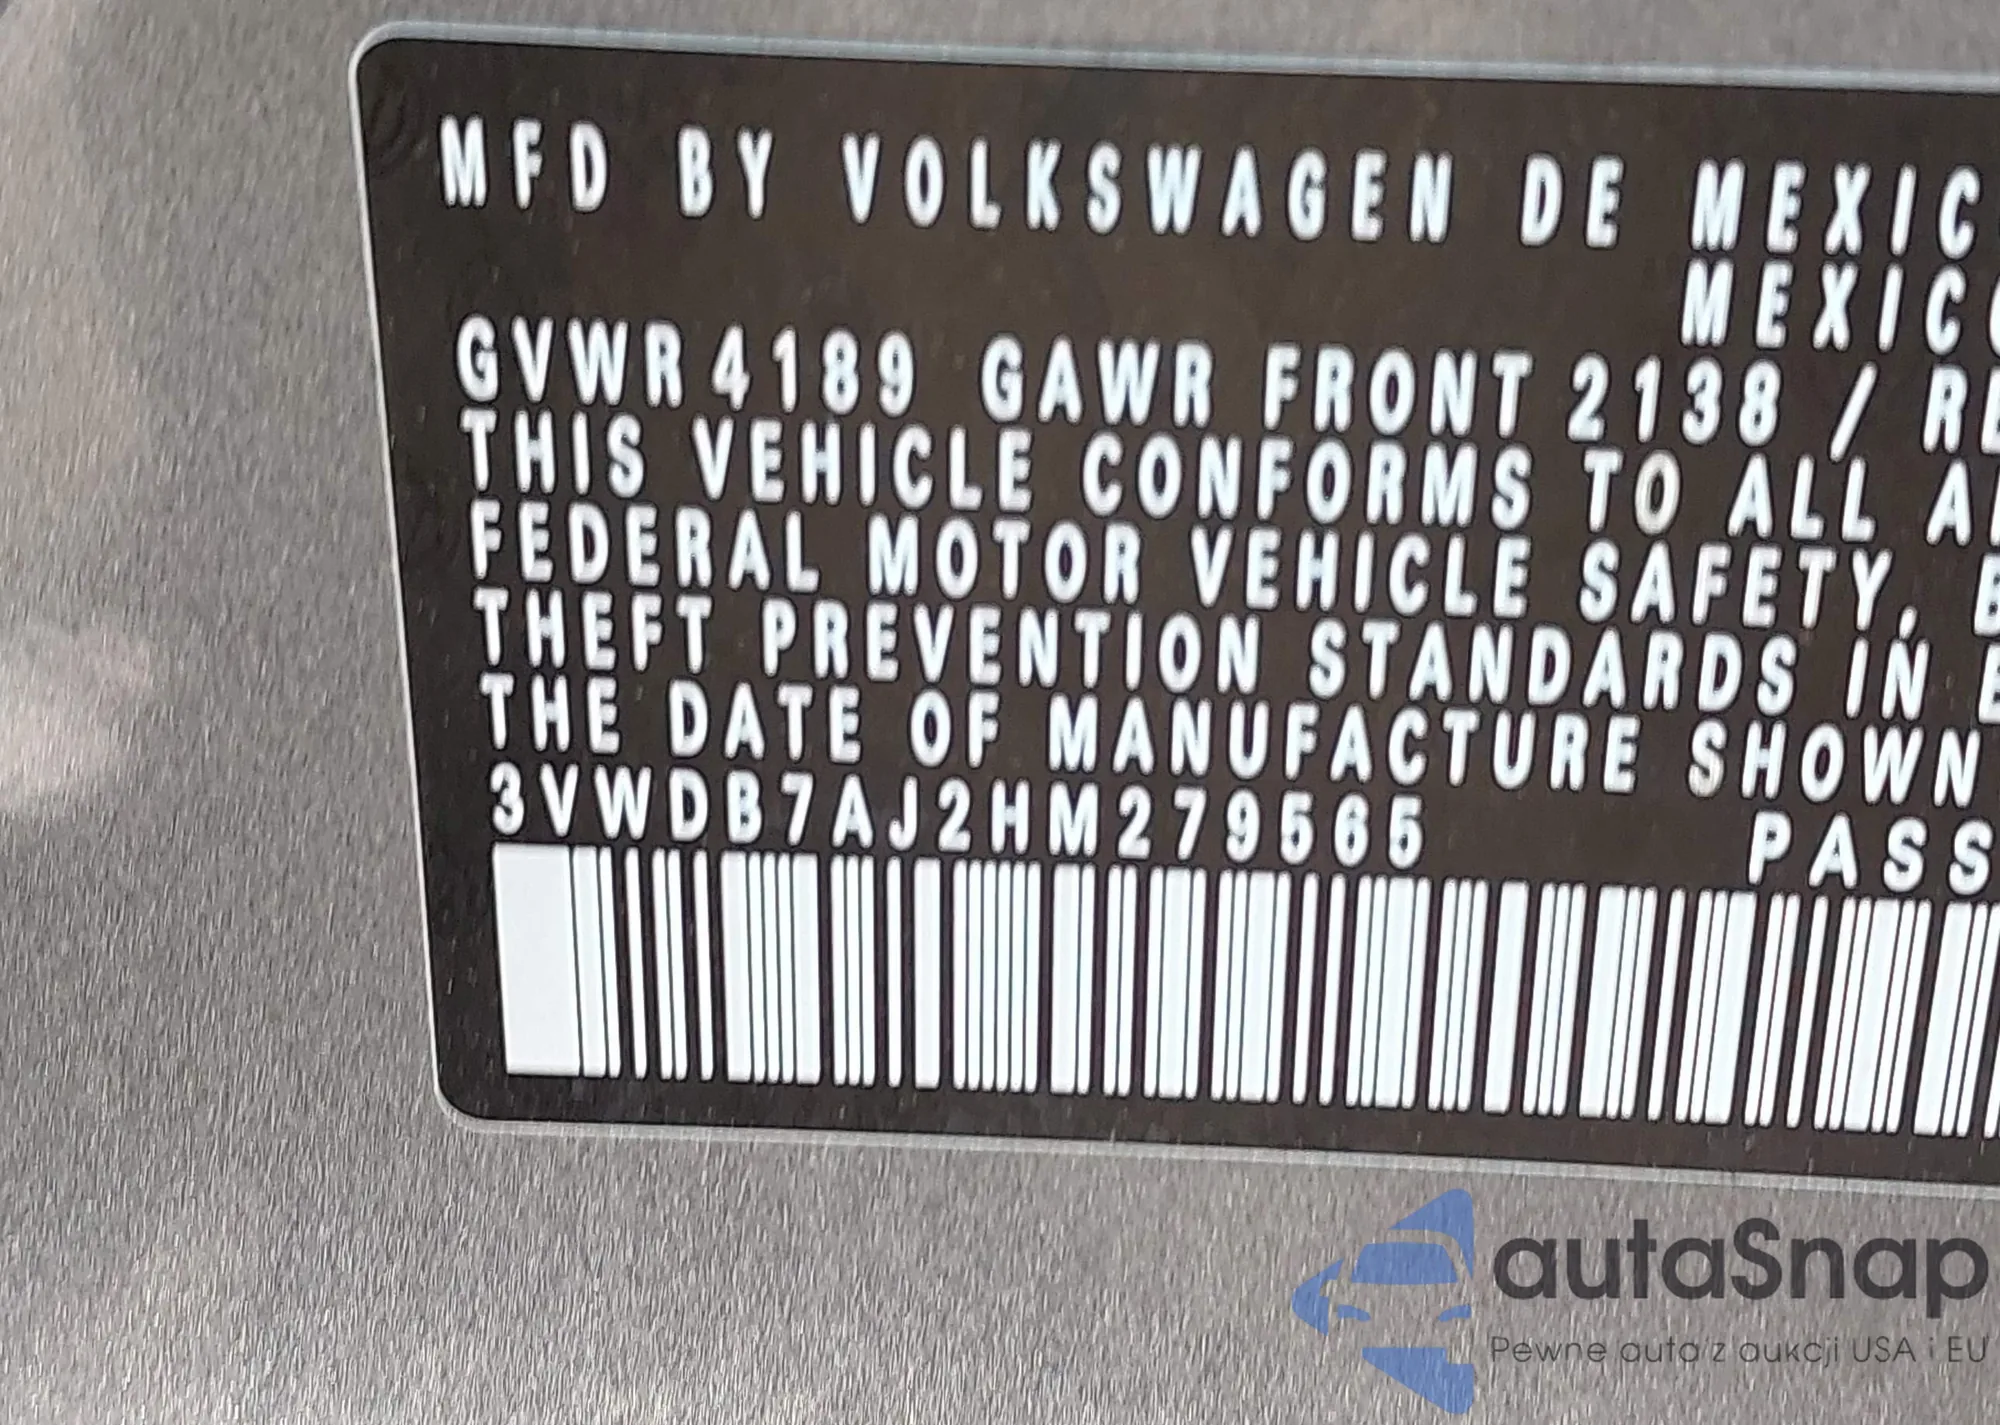 MFD BY VOLKSWAGEN DE MEXIC
MEXIC
GVWR 4189 GAWR FRONT 2138 /
THIS VEHICLE CONFORMS TO ALL
FEDERAL MOTOR VEHICLE SAFETY,
THEFT PREVENTION STANDARDS IN
THE DATE OF MANUFACTURE SHOWN
3VWDB7AJ2HM279565 PASS
autaSnap
Pewne auta z aukcji USA i EU